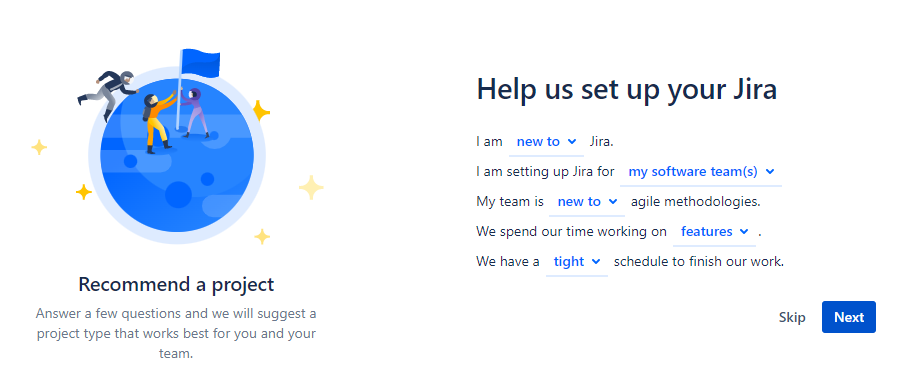 Help us set up your Jira
I am new to Jira.
I am setting up Jira for my software team(s)
My team is new to agile methodologies.
We spend our time working on features .
We have a tight schedule to finish our work.
Recommend a project
Answer a few questions and we will suggest a
project type that works best for you and your
team.
Skip Next